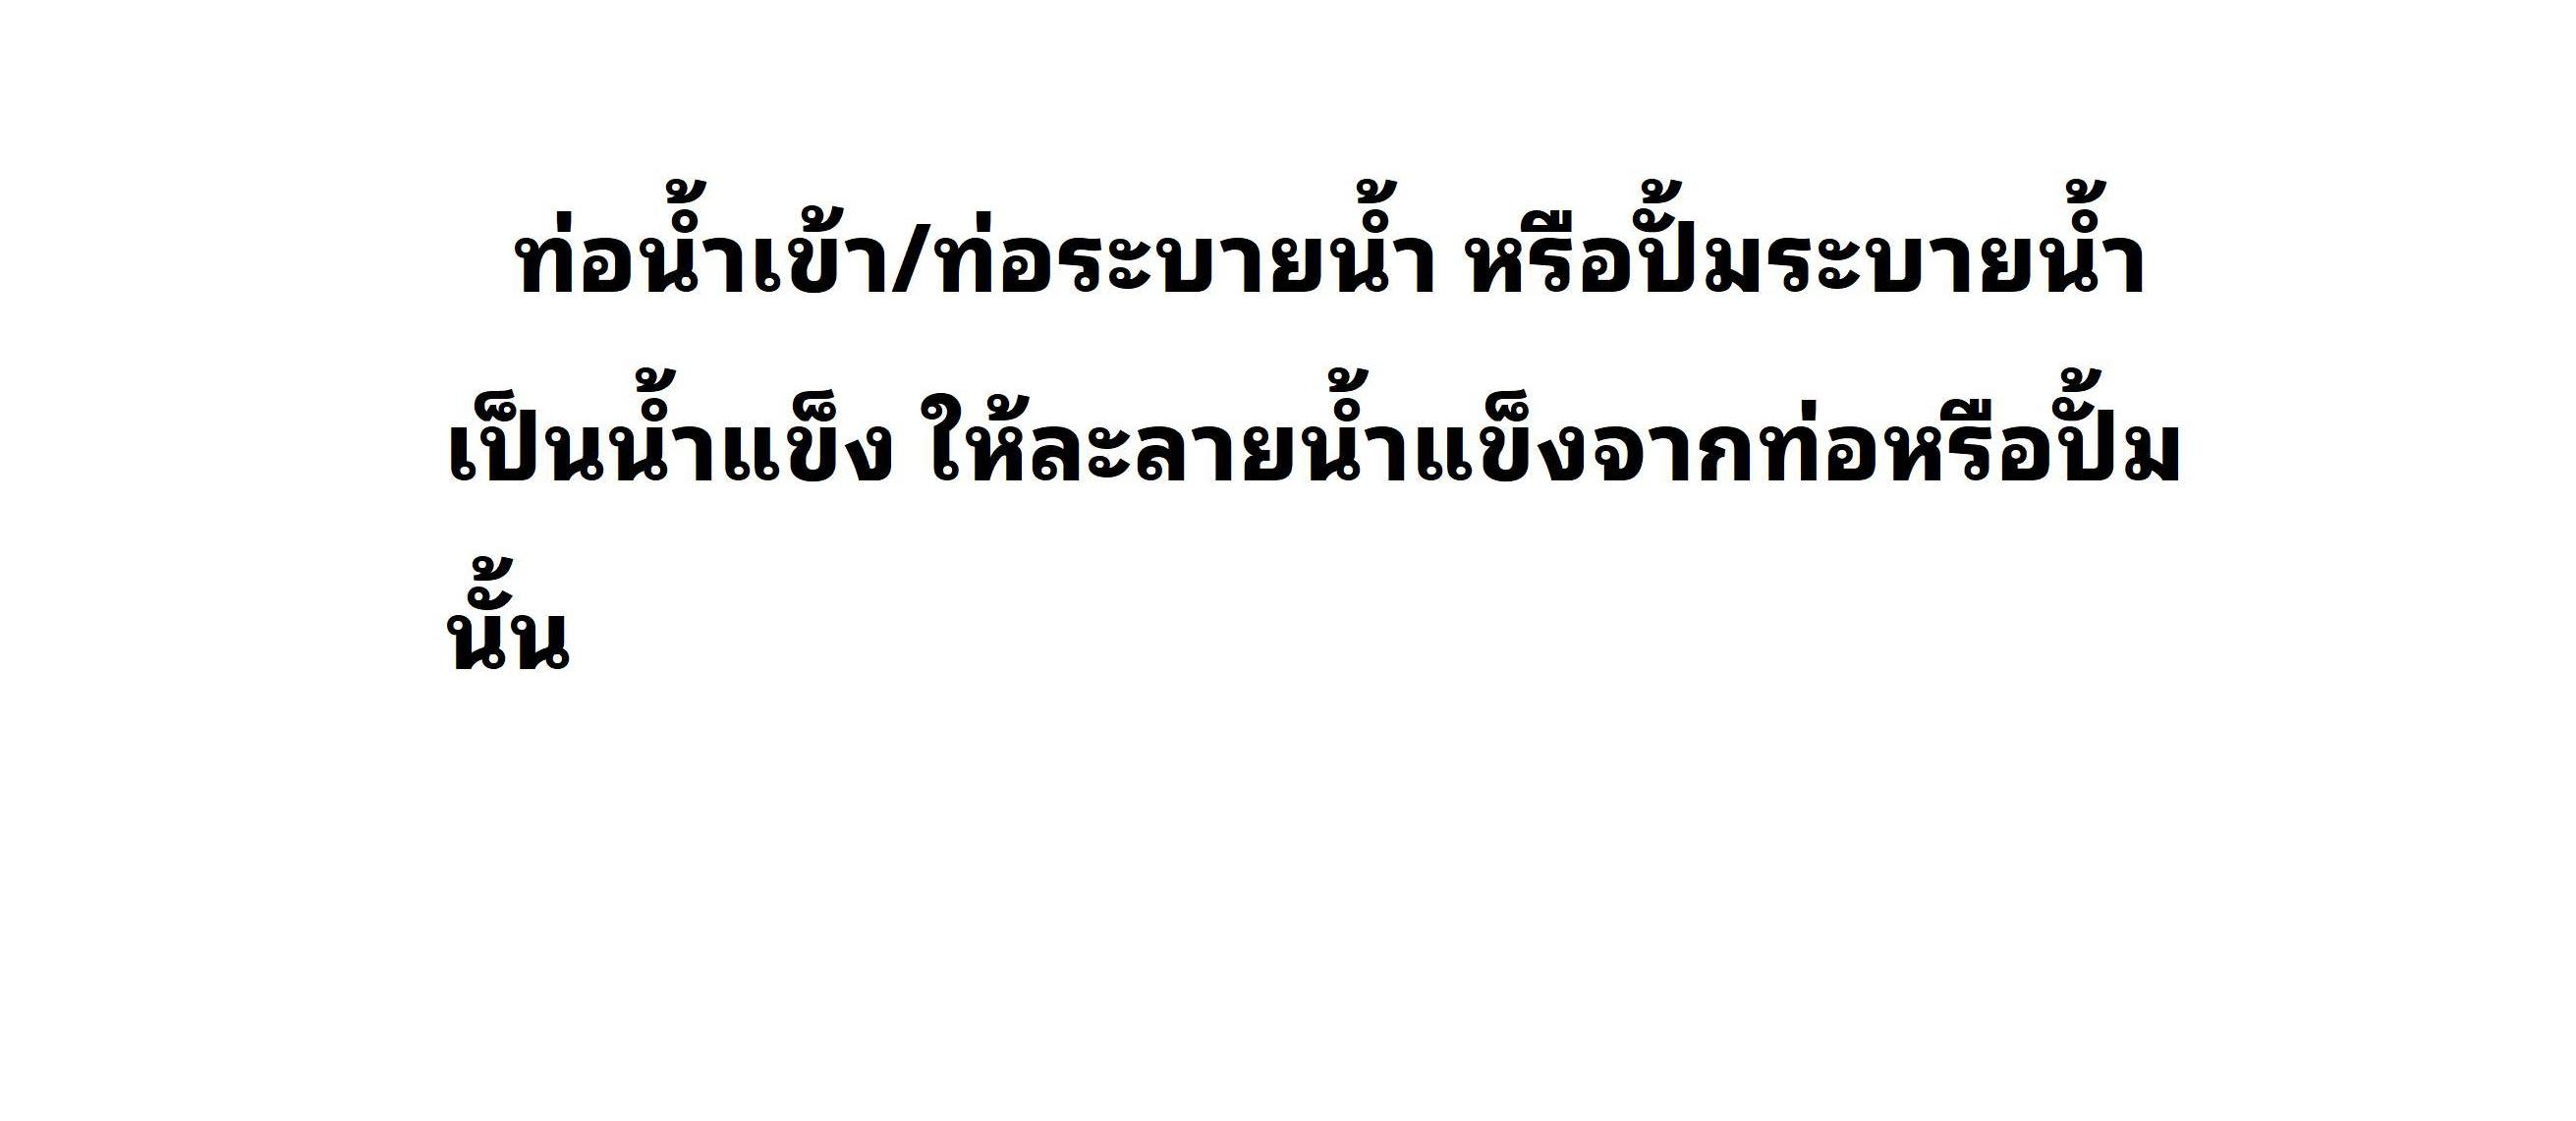 ท่อน้ำเข้า/ท่อระบายน้ำ หรือปั้มระบายน้ำ
เป็นน้ำแข็ง ให้ละลายน้ำแข็งจากท่อหรือปั้ม
นั้น